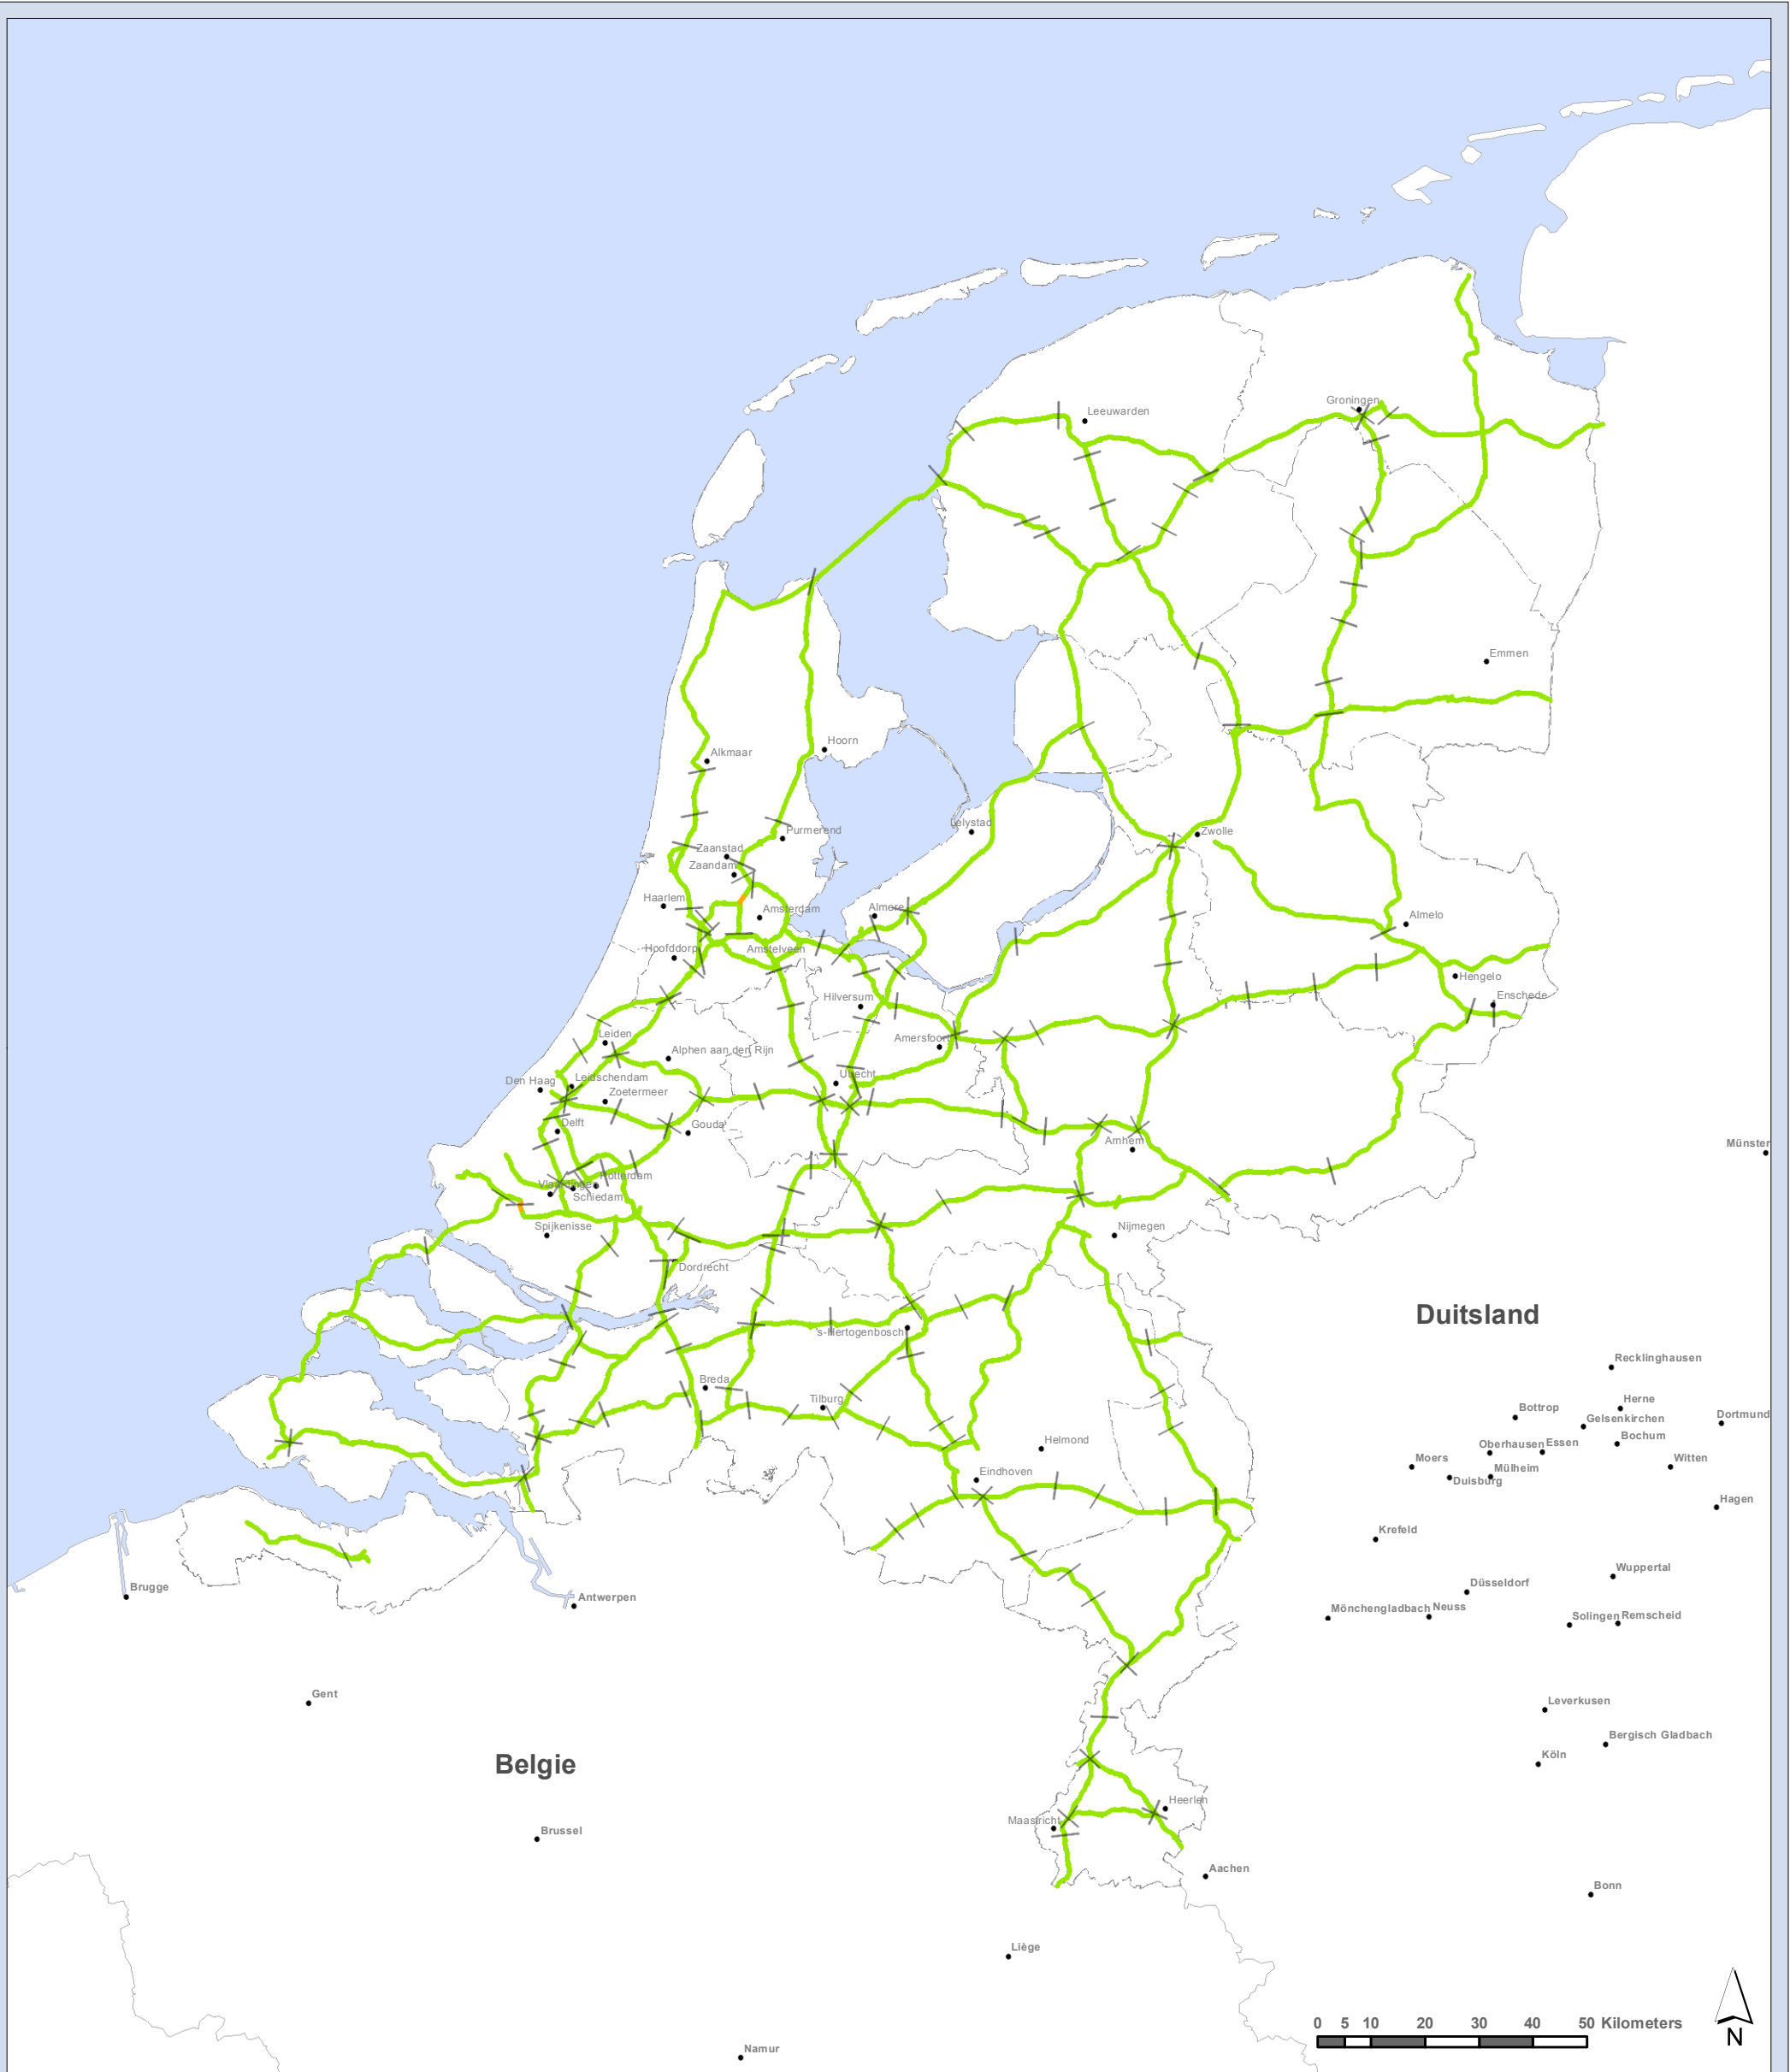 Leeuwarden
Groningen
Emmen
Alkmaar
Hoorn
Purmerend
Lelystad
Zwolle
Zaanstad
Zaandam
Haarlem
Amsterdam
Almere
Almelo
Hoofddorp
Amstelveen
Hengelo
Hilversum
Enschede
Leiden
Alphen aan den Rijn
Amersfoort
Den Haag
Leidschendam
Utrecht
Zoetermeer
Delft
Gouda
Arnhem
Münster
Rotterdam
Schiedam
Spijkenisse
Nijmegen
Dordrecht
Duitsland
's-Hertogenbosch
Recklinghausen
Breda
Tilburg
Herne
Bottrop
Gelsenkirchen
Dortmund
Helmond
Oberhausen
Essen
Bochum
Moers
Mülheim
Witten
Eindhoven
Duisburg
Hagen
Krefeld
Brugge
Antwerpen
Wuppertal
Düsseldorf
Mönchengladbach
Neuss
Solingen
Remscheid
Gent
Leverkusen
Belgie
Bergisch Gladbach
Köln
Heerlen
Maastricht
Brussel
Aachen
Bonn
Liège
0 5 10 20 30 40 50 Kilometers
N
Namur